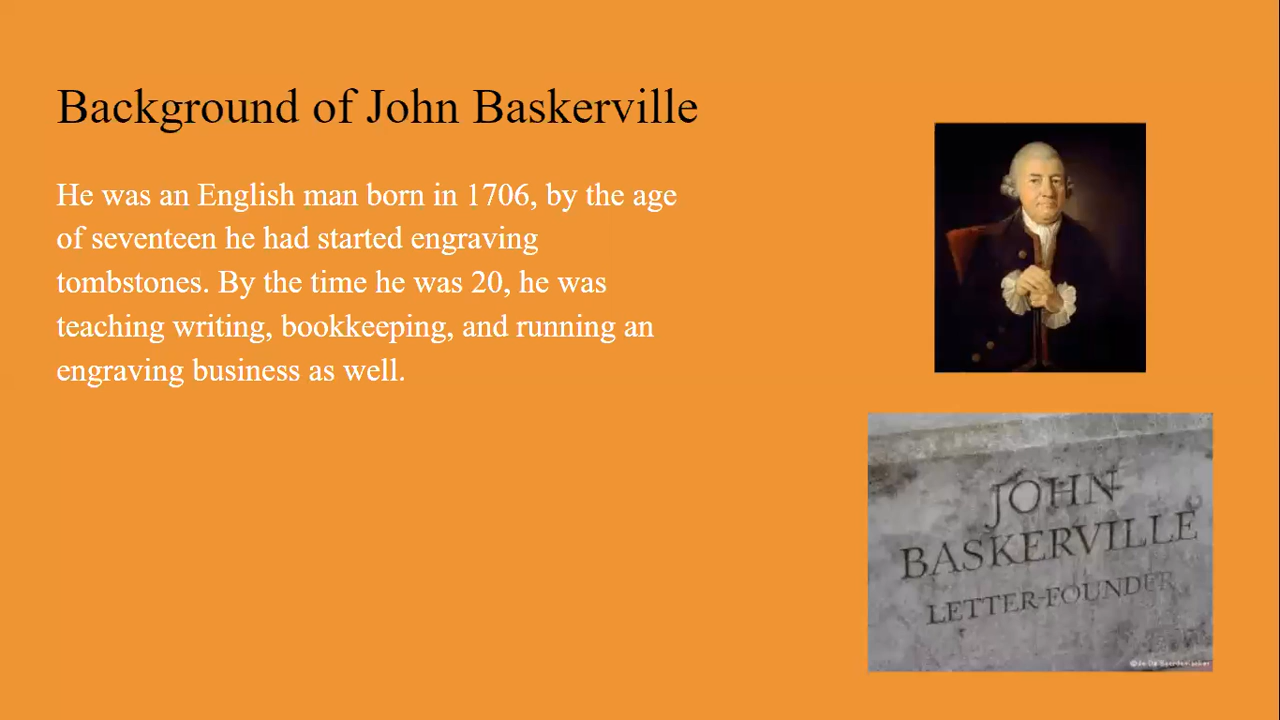 Background of John Baskerville
He was an English man born in 1706, by the age
of seventeen he had started engraving
tombstones. By the time he was 20, he was
teaching writing, bookkeeping, and running an
engraving business as well.
JOHN
BASKERVILLE
LETTER-FOUNDER